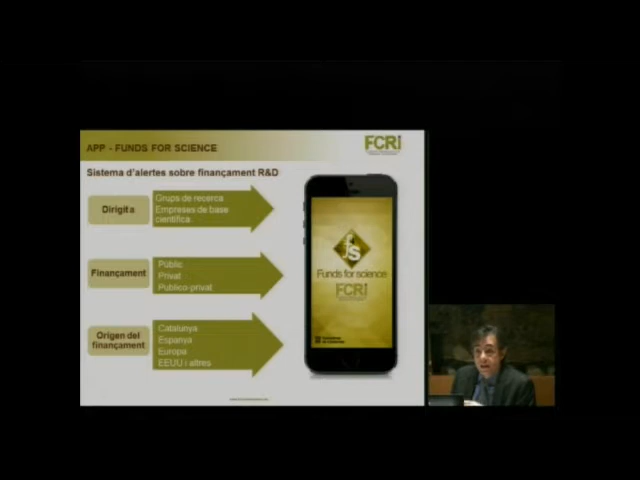 APP - FUNDS FOR SCIENCE
FCRI
Sistema d'alertes sobre finançament R&D
Dirigit a
Grups de recerca
Empreses de base
científica
Finançament
Públic
Privat
Publico-privat
Origen del
finançament
Catalunya
Espanya
Europa
EEUU i altres
fs
Funds for science
FCRI